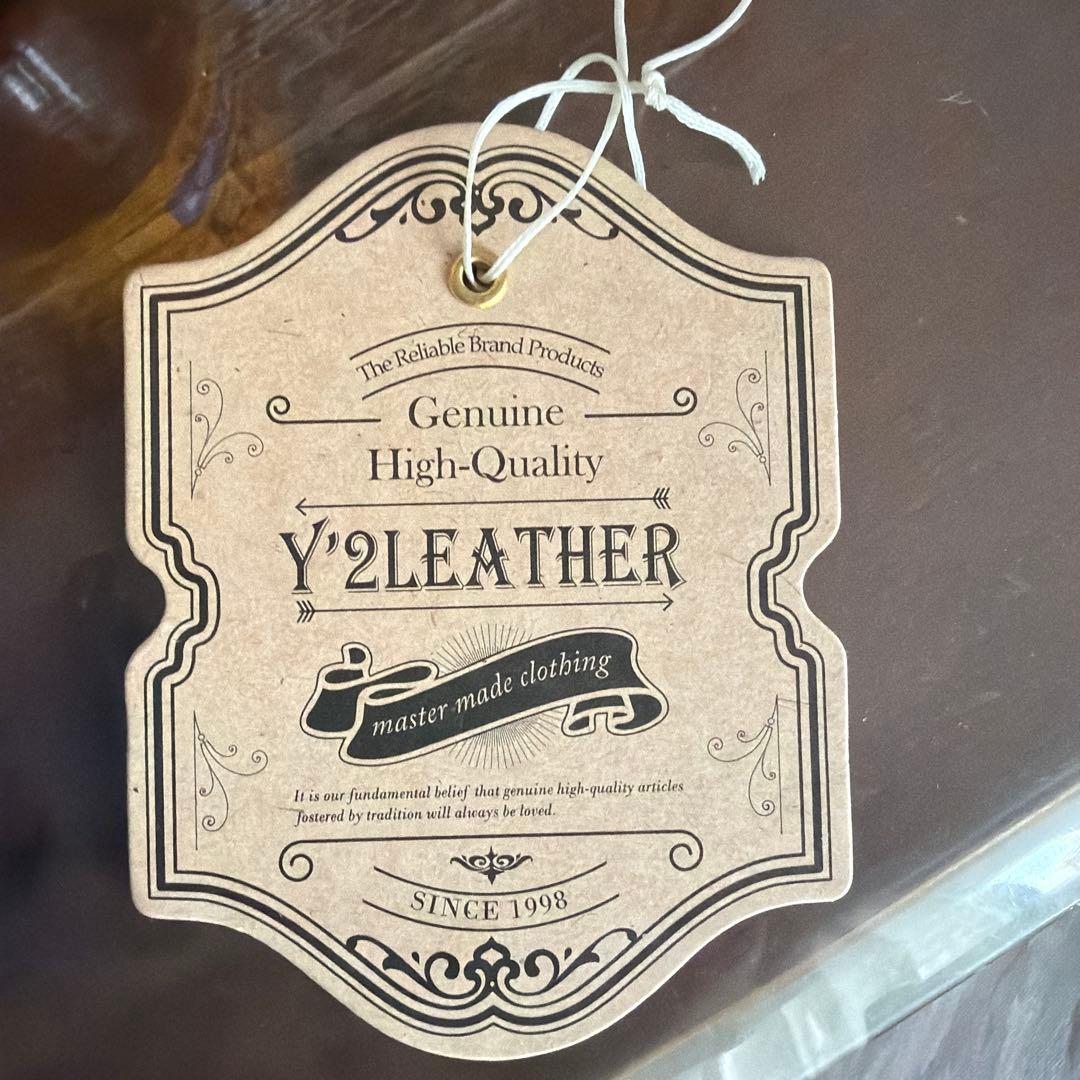 The Reliable Brand Products
Genuine
High-Quality
Y'2LEATHER
master made clothing
It is our fundamental belief that genuine high-quality articles
fostered by tradition will always be loved.
SINCE 1998